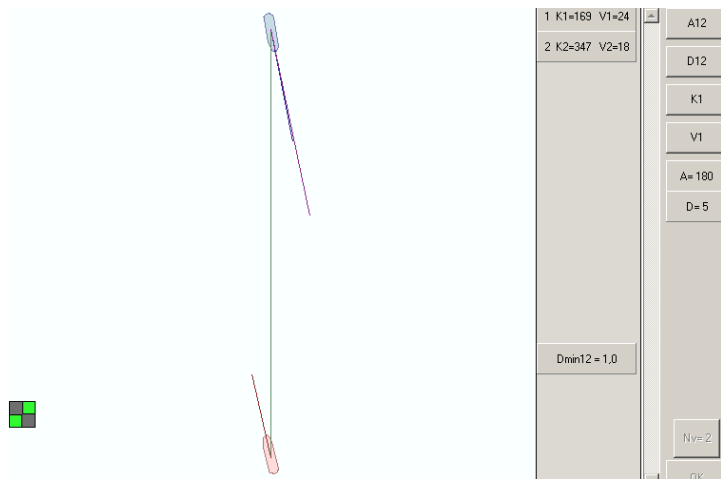 1 K1=169 V1=24
2 K2=347 V2=18
Dmin12 = 1,0
A12
D12
K1
V1
A= 180
D= 5
Nv= 2
OK